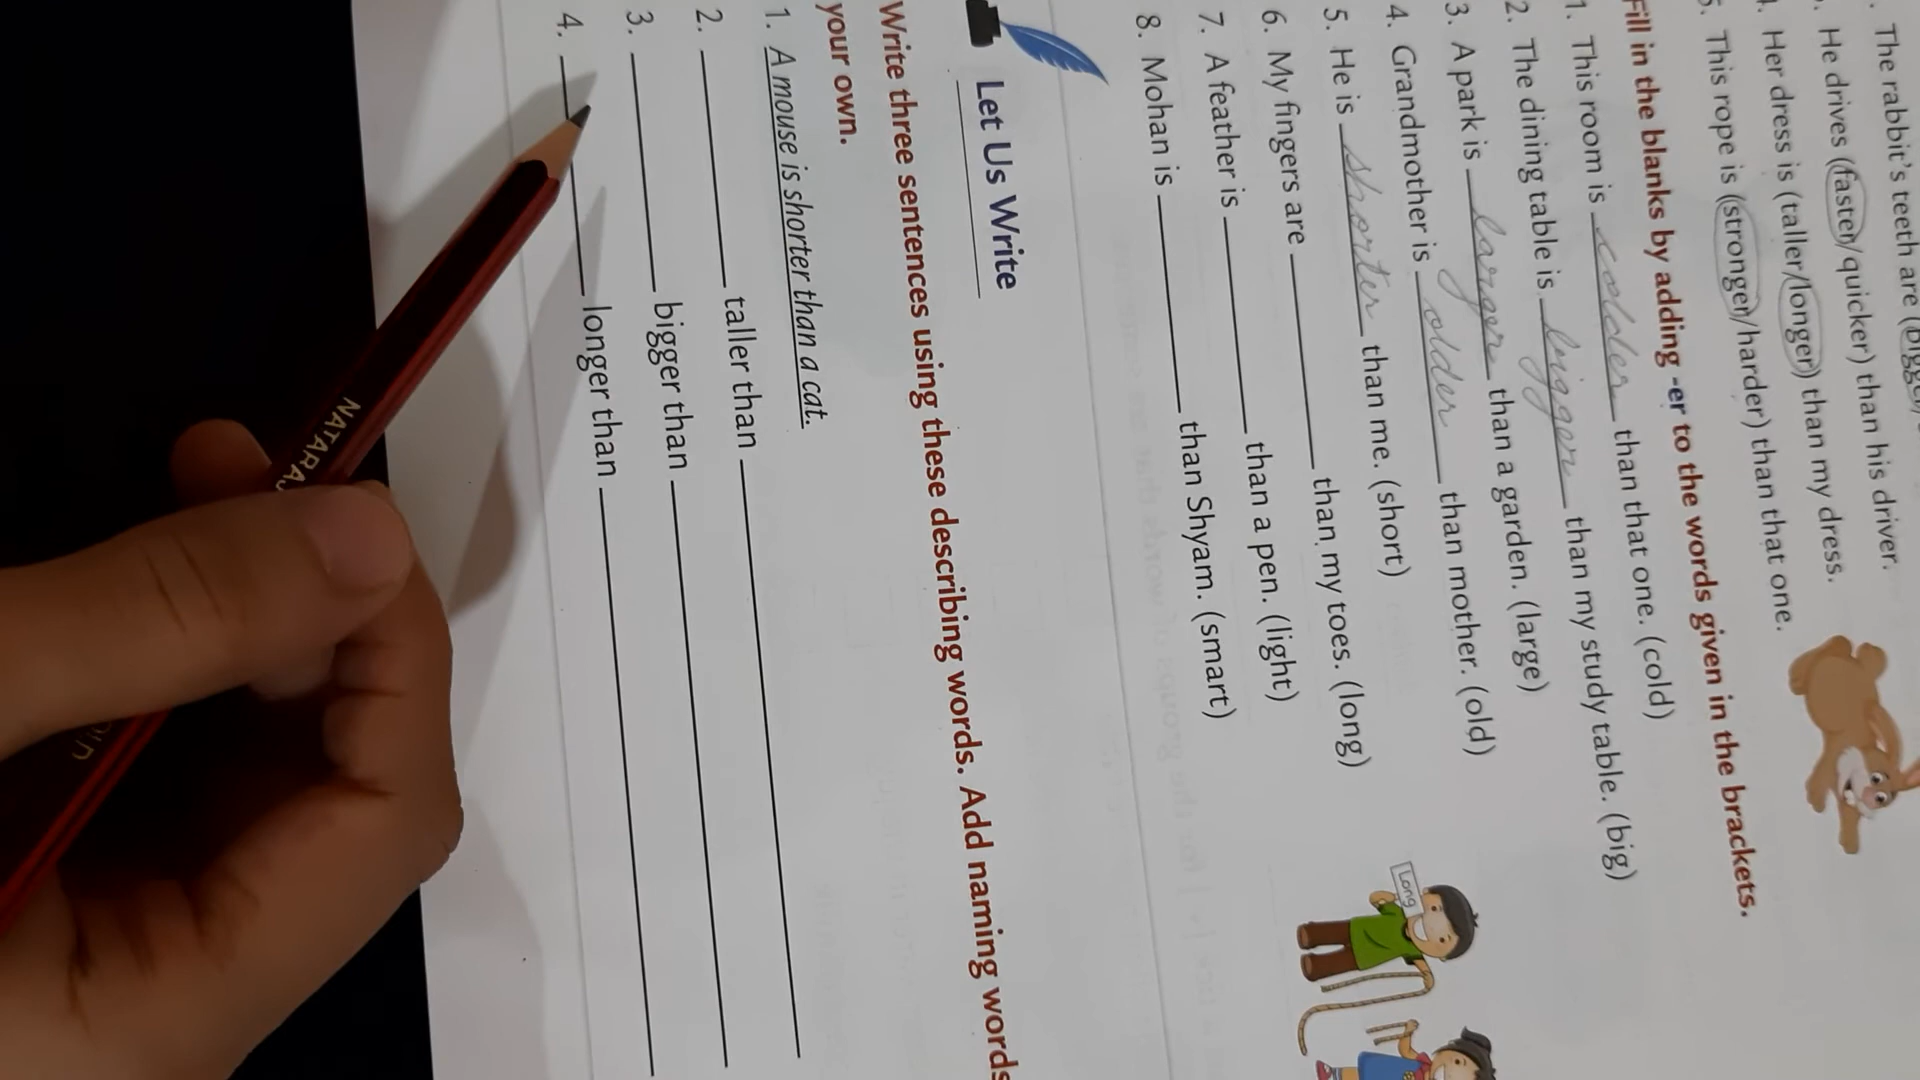 The rabbit's teeth are (bigger/
He drives (faster/quicker) than his driver.
4. Her dress is (taller/longer) than my dress.
5. This rope is (stronger/harder) than that one.
Fill in the blanks by adding -er to the words given in the brackets.
1. This room is colder than that one. (cold)
2. The dining table is bigger than my study table. (big)
3. A park is larger than a garden. (large)
4. Grandmother is older than mother. (old)
5. He is shorter than me. (short)
6. My fingers are than my toes. (long)
7. A feather is than a pen. (light)
8. Mohan is than Shyam. (smart)
Long
Let Us Write
Write three sentences using these describing words. Add naming words
your own.
1. A mouse is shorter than a cat.
2. taller than
3. bigger than
4. longer than
NATARAJ